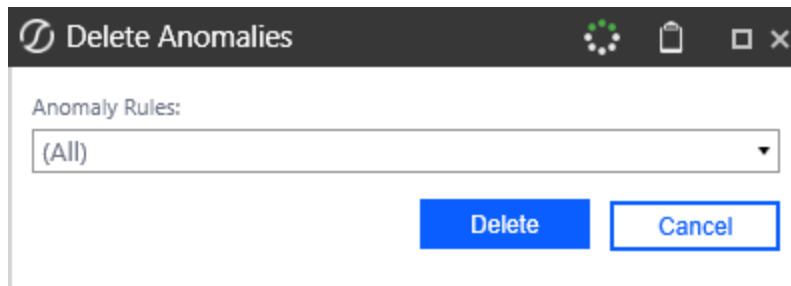 Delete Anomalies
Anomaly Rules:
(All)
Delete
Cancel